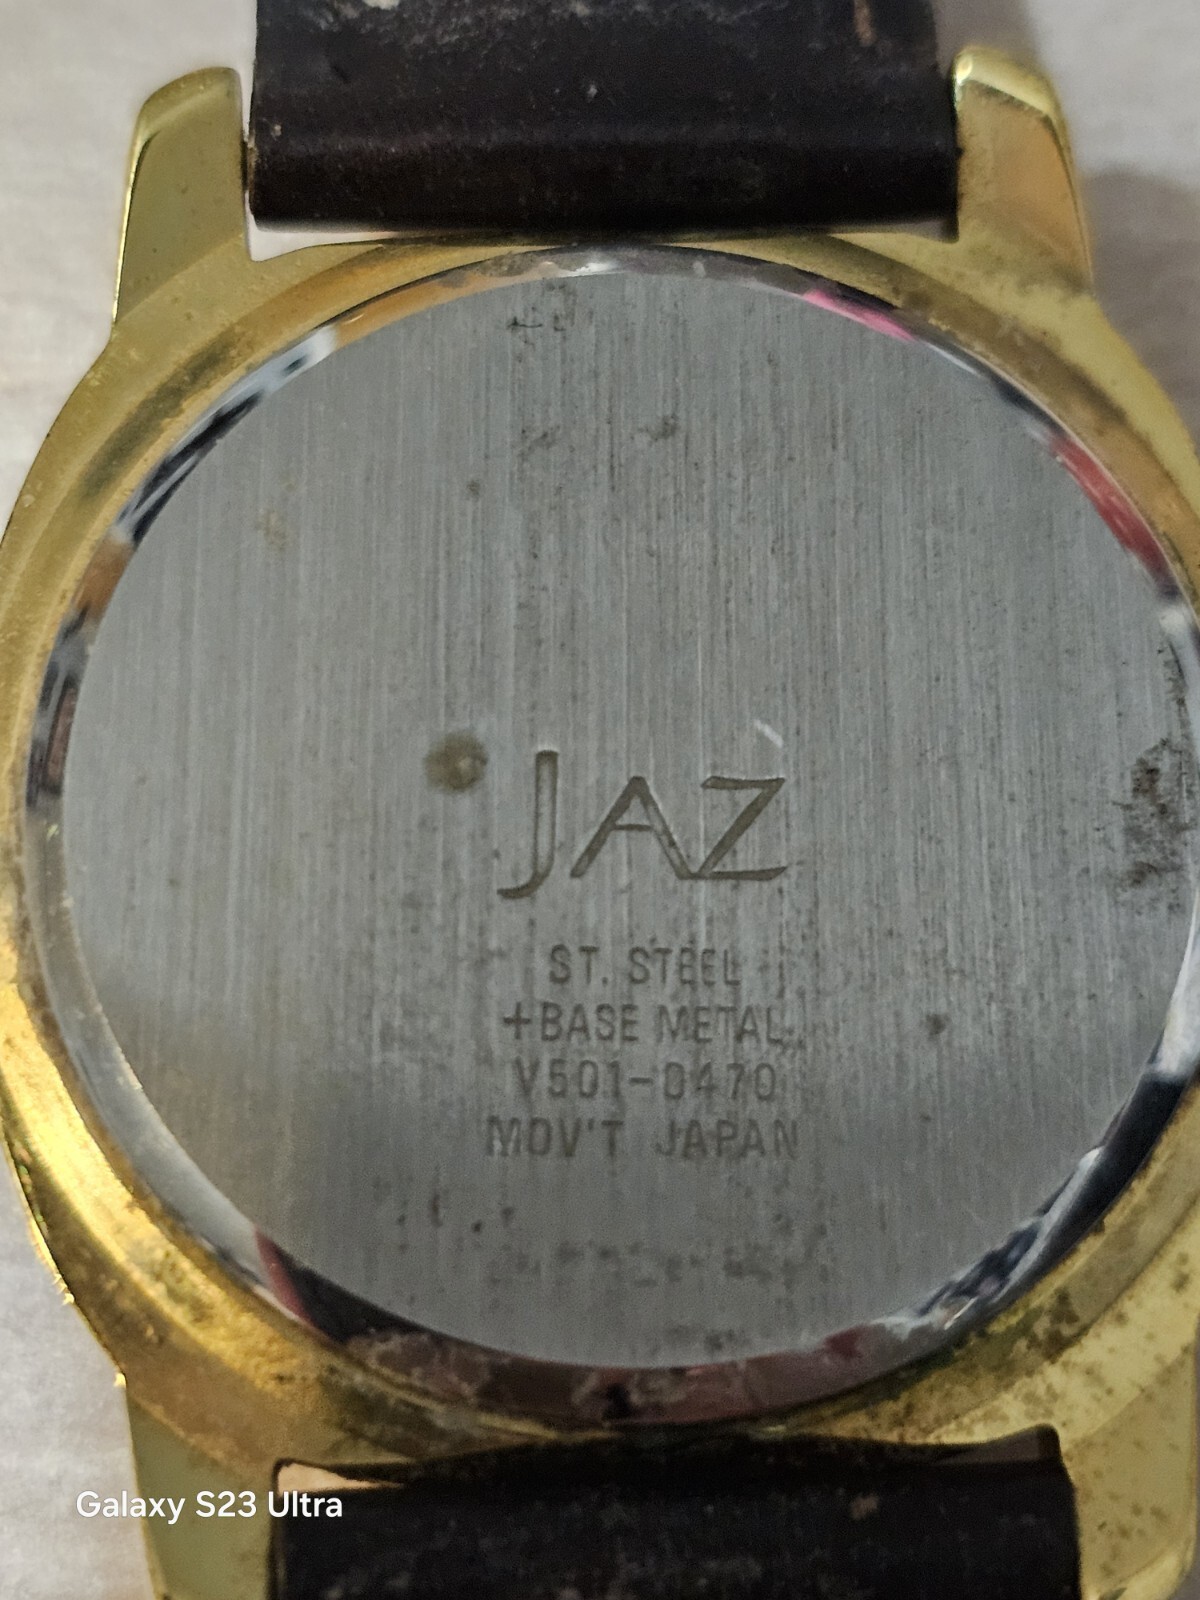 JAZ
ST. STEEL
+BASE METAL
V501-0470
MOV'T JAPAN
Galaxy S23 Ultra